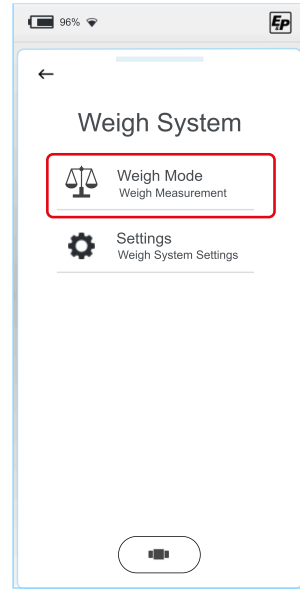 96%
EP
Weigh System
Weigh Mode
Weigh Measurement
Settings
Weigh System Settings